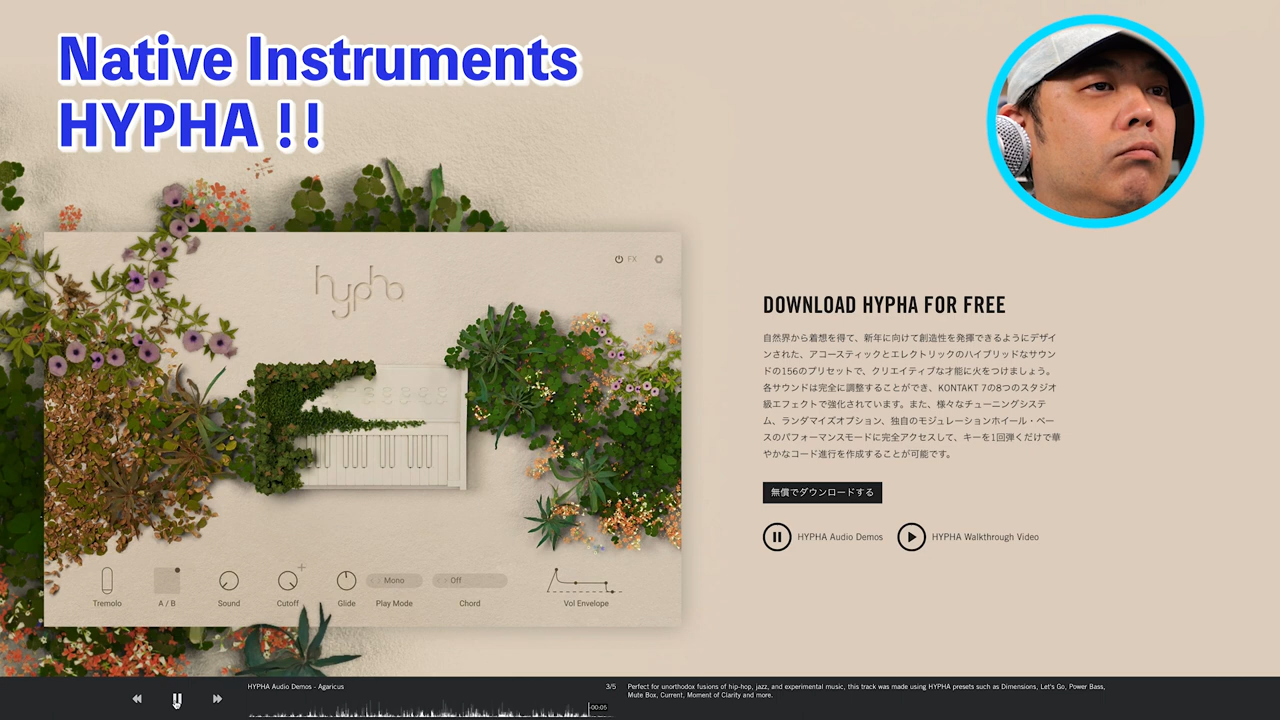 Native Instruments
HYPHA !!
hypha
FX
DOWNLOAD HYPHA FOR FREE
自然界から着想を得て、新年に向けて創造性を発揮できるようにデザイ
ンされた、アコースティックとエレクトリックのハイブリッドなサウン
ドの156のプリセットで、クリエイティブな才能に火をつけましょう。
各サウンドは完全に調整することができ、KONTAKT 7の8つのスタジオ
級エフェクトで強化されています。また、様々なチューニングシステ
ム、ランダマイズオプション、独自のモジュレーションホイール・ベー
スのパフォーマンスモードに完全アクセスして、キーを1回弾くだけで華
やかなコード進行を作成することが可能です。
無償でダウンロードする
HYPHA Audio Demos
HYPHA Walkthrough Video
Mono
Off
Tremolo
A / B
Sound
Cutoff
Glide
Play Mode
Chord
Vol Envelope
HYPHA Audio Demos - Agaricus
3/5
Perfect for unorthodox fusions of hip-hop, jazz, and experimental music, this track was made using HYPHA presets such as Dimensions, Let's Go, Power Bass,
Mute Box, Current, Moment of Clarity and more.
-00:05